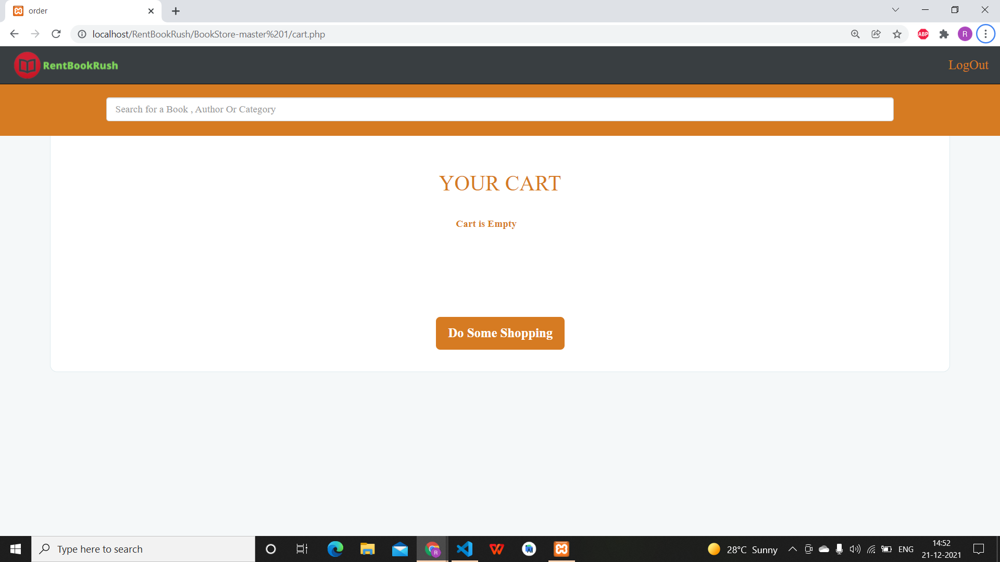 order
localhost/RentBookRush/BookStore-master%201/cart.php
ABP
R
RentBookRush
LogOut
Search for a Book , Author Or Category
YOUR CART
Cart is Empty
Do Some Shopping
Type here to search
R
28°C Sunny
ENG
14:52
21-12-2021